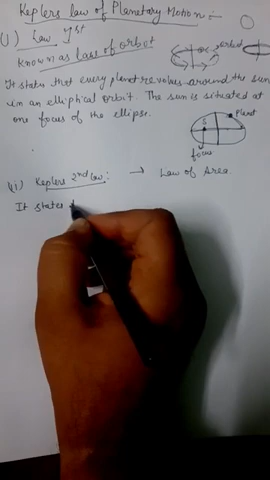 Keplers law of Planetary Motion :-
(1) Law 1st
orbit
Known as law of orbit
It states that every planet revolves around the sun
in an elliptical orbit. The sun is situated at
one focus of the ellipse.
Planet
S
focus
Keplers 2nd law : → Law of Area.
It states